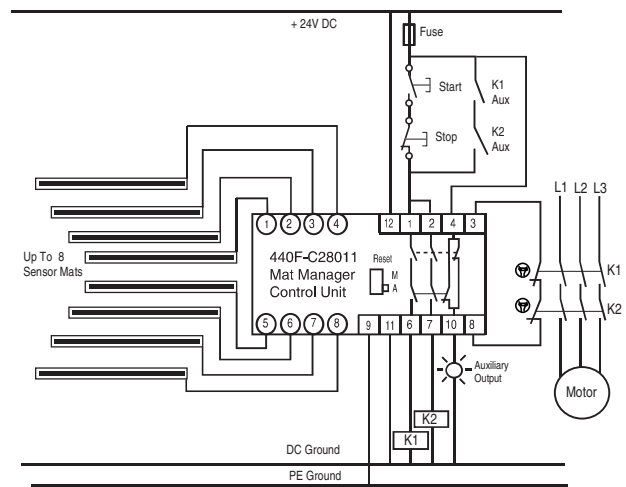 + 24V DC
Fuse
Start
K1
Aux
Stop
K2
Aux
L1 L2 L3
1 2 3 4
12 1 2 4 3
Up To 8
Sensor Mats
440F-C28011
Mat Manager
Control Unit
Reset
M
A
K1
K2
5 6 7 8
9 11 6 7 10 8
Auxiliary
Output
Motor
K2
K1
DC Ground
PE Ground